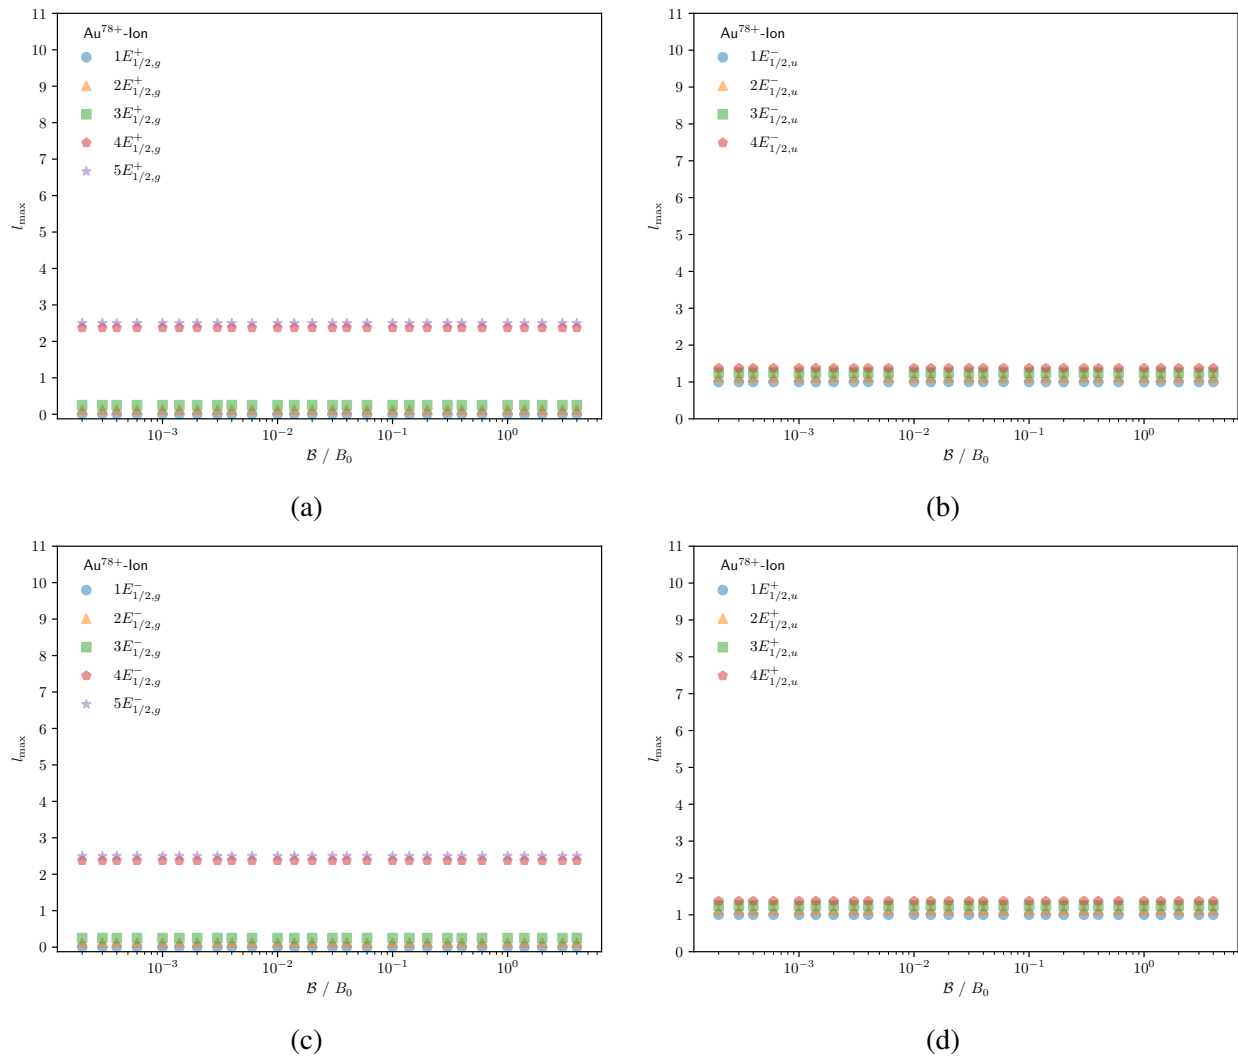 Au⁷⁸⁺-Ion
1E⁺₁/₂,g
2E⁺₁/₂,g
3E⁺₁/₂,g
4E⁺₁/₂,g
5E⁺₁/₂,g
11
10
9
8
7
6
5
4
3
2
1
0
l_max
10⁻³ 10⁻² 10⁻¹ 10⁰
ℬ / B₀
(a)
Au⁷⁸⁺-Ion
1E⁻₁/₂,u
2E⁻₁/₂,u
3E⁻₁/₂,u
4E⁻₁/₂,u
11
10
9
8
7
6
5
4
3
2
1
0
l_max
10⁻³ 10⁻² 10⁻¹ 10⁰
ℬ / B₀
(b)
Au⁷⁸⁺-Ion
1E⁻₁/₂,g
2E⁻₁/₂,g
3E⁻₁/₂,g
4E⁻₁/₂,g
5E⁻₁/₂,g
11
10
9
8
7
6
5
4
3
2
1
0
l_max
10⁻³ 10⁻² 10⁻¹ 10⁰
ℬ / B₀
(c)
Au⁷⁸⁺-Ion
1E⁺₁/₂,u
2E⁺₁/₂,u
3E⁺₁/₂,u
4E⁺₁/₂,u
11
10
9
8
7
6
5
4
3
2
1
0
l_max
10⁻³ 10⁻² 10⁻¹ 10⁰
ℬ / B₀
(d)